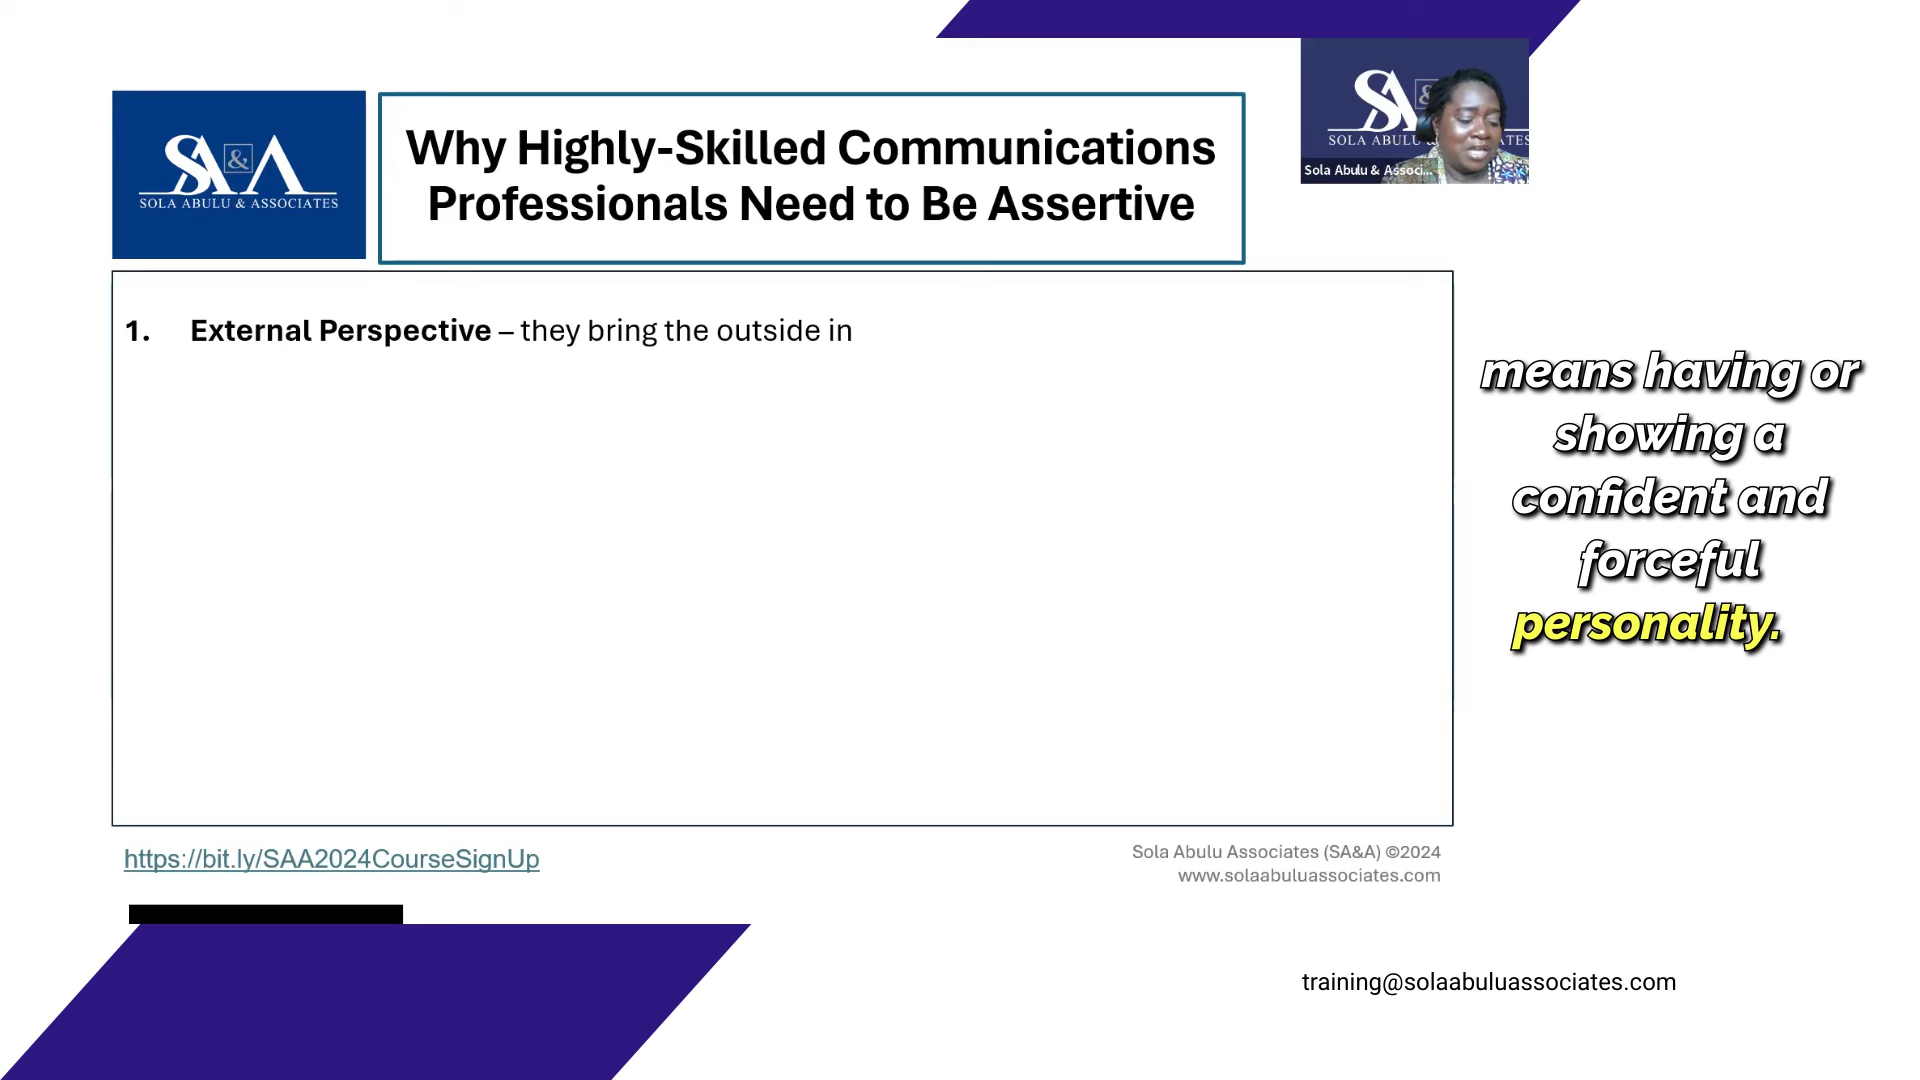 SA&A
SOLA ABULU & ASSOCIATES
Why Highly-Skilled Communications
Professionals Need to Be Assertive
SA &
SOLA ABULU
ATES
Sola Abulu & Associ...
1. External Perspective – they bring the outside in
means having or
showing a
confident and
forceful
personality.
https://bit.ly/SAA2024CourseSignUp
Sola Abulu Associates (SA&A) ©2024
www.solaabuluassociates.com
training@solaabuluassociates.com